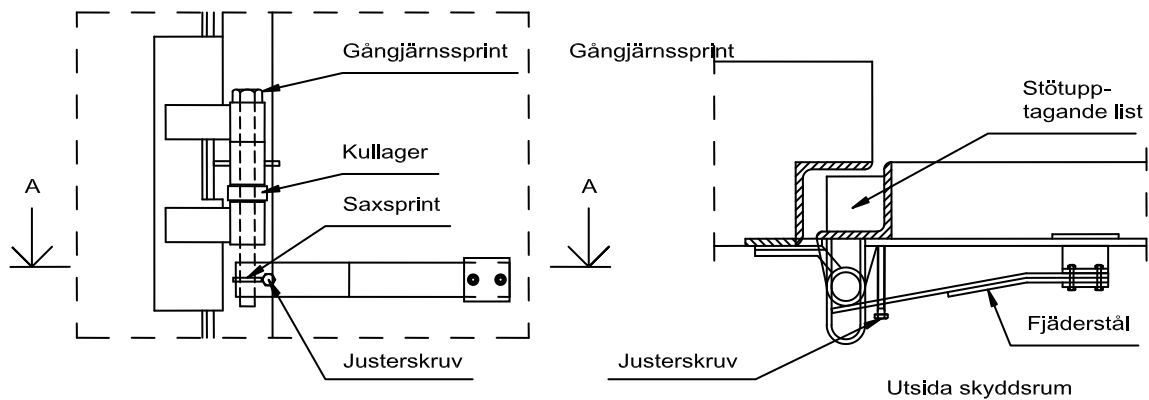 Gångjärnssprint
Kullager
A
A
Saxsprint
Justerskruv
Gångjärnssprint
Stötupp-
tagande list
Fjäderstål
Justerskruv
Utsida skyddsrum